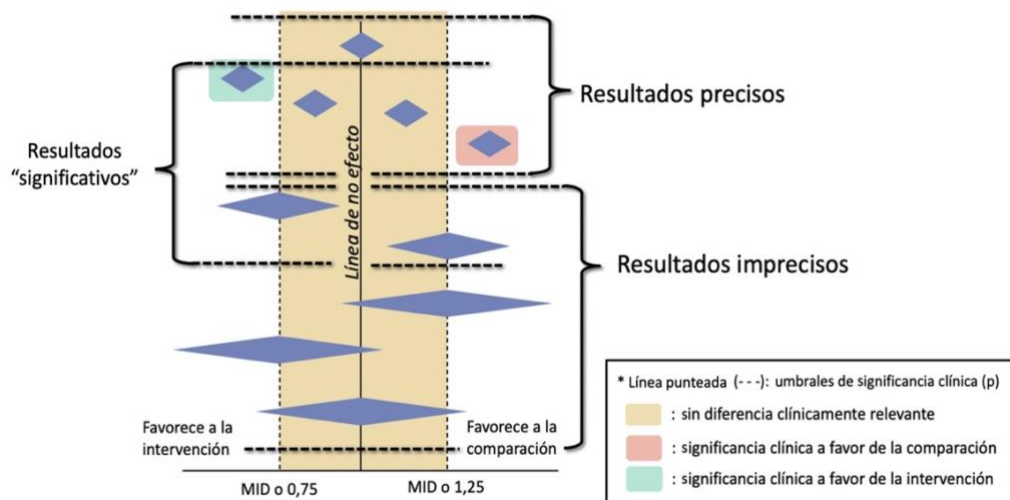 Resultados precisos
Resultados
“significativos”
Línea de no efecto
Resultados imprecisos
Favorece a la
intervención
Favorece a la
comparación
MID o 0,75
MID o 1,25
* Línea punteada (- - -): umbrales de significancia clínica (p)
: sin diferencia clínicamente relevante
: significancia clínica a favor de la comparación
: significancia clínica a favor de la intervención